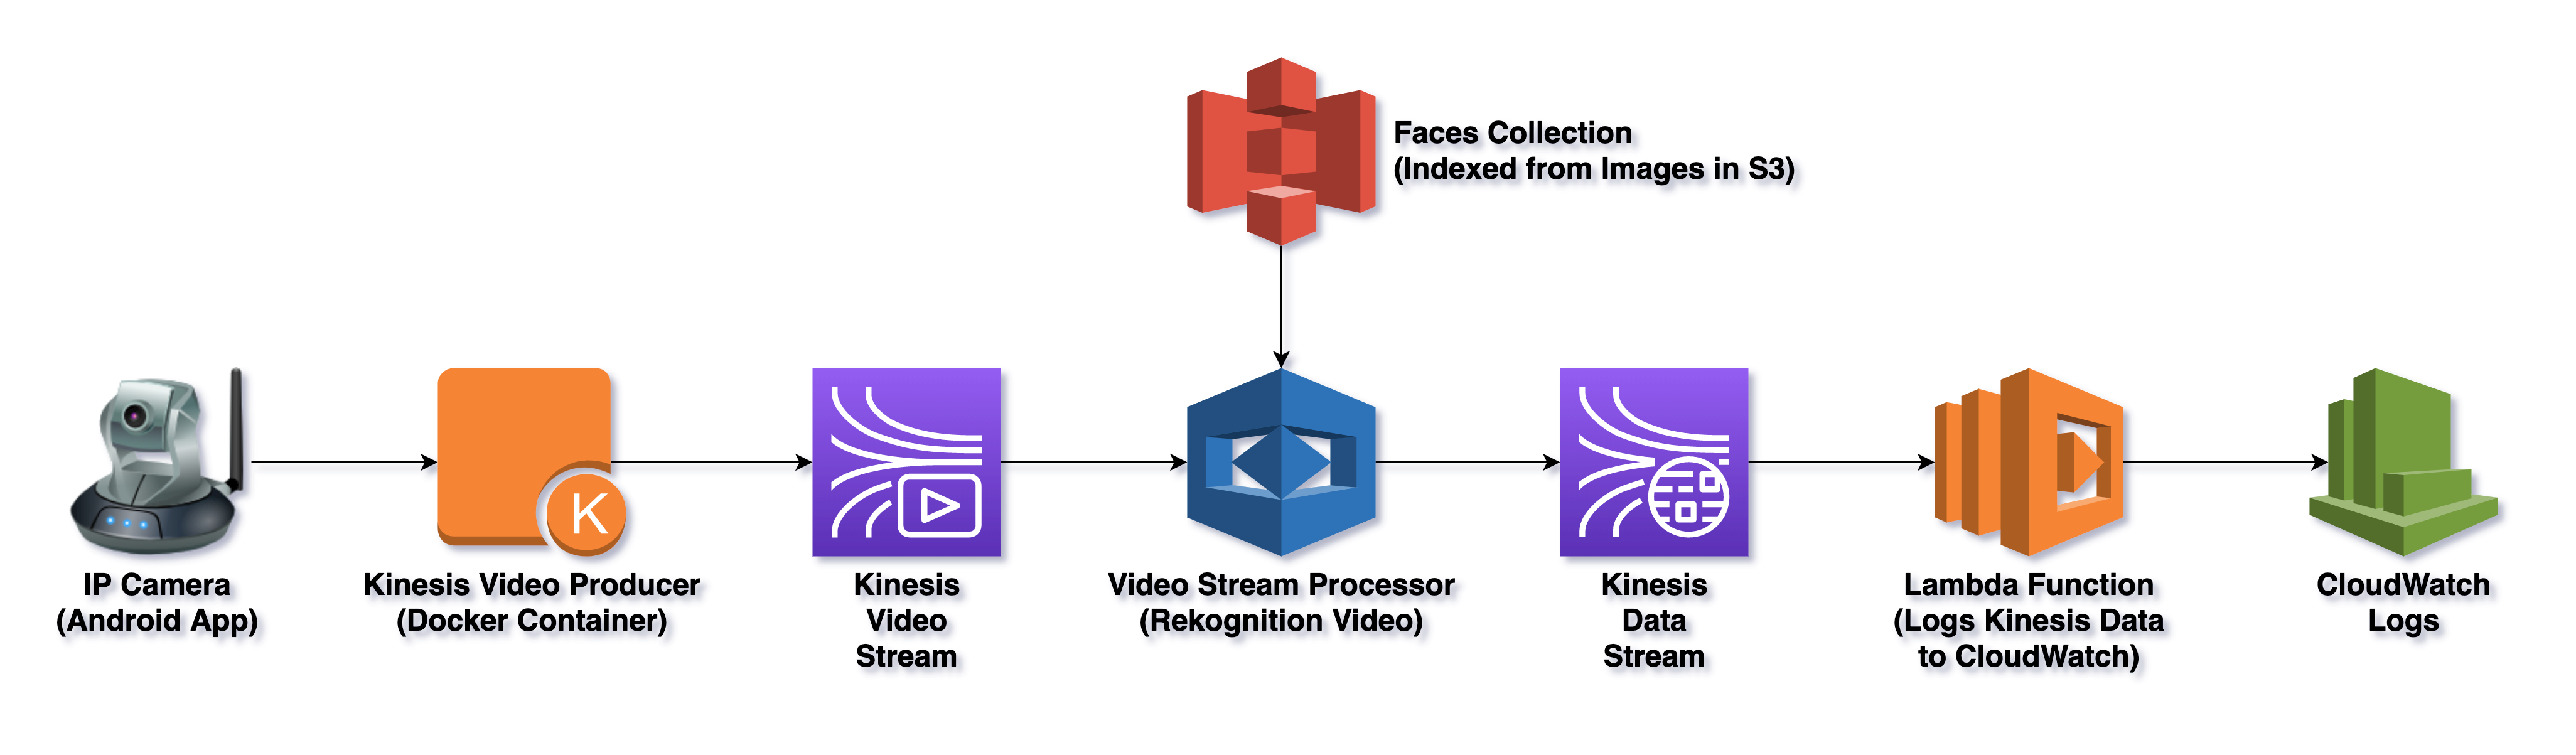 Faces Collection
(Indexed from Images in S3)
K
IP Camera
(Android App)
Kinesis Video Producer
(Docker Container)
Kinesis
Video
Stream
Video Stream Processor
(Rekognition Video)
Kinesis
Data
Stream
Lambda Function
(Logs Kinesis Data
to CloudWatch)
CloudWatch
Logs